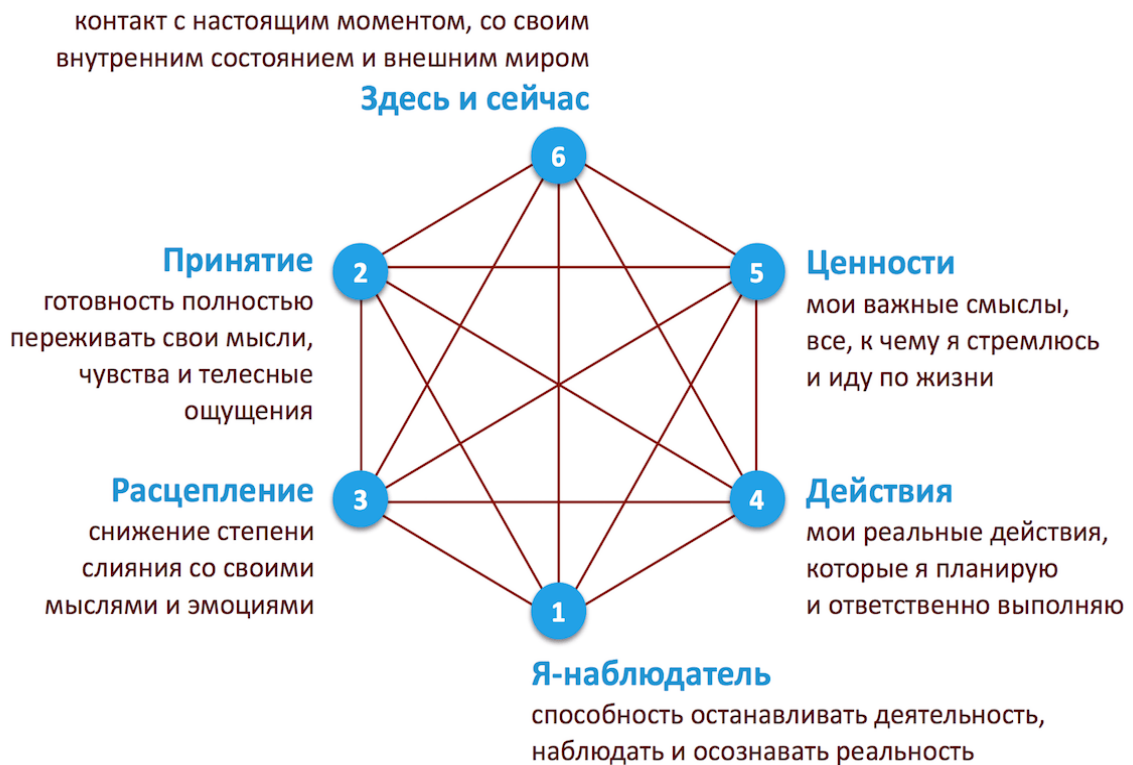 контакт с настоящим моментом, со своим
внутренним состоянием и внешним миром
Здесь и сейчас
6
Принятие
2
готовность полностью
переживать свои мысли,
чувства и телесные
ощущения
5
Ценности
мои важные смыслы,
все, к чему я стремлюсь
и иду по жизни
Расцепление
3
снижение степени
слияния со своими
мыслями и эмоциями
4
Действия
мои реальные действия,
которые я планирую
и ответственно выполняю
1
Я-наблюдатель
способность останавливать деятельность,
наблюдать и осознавать реальность